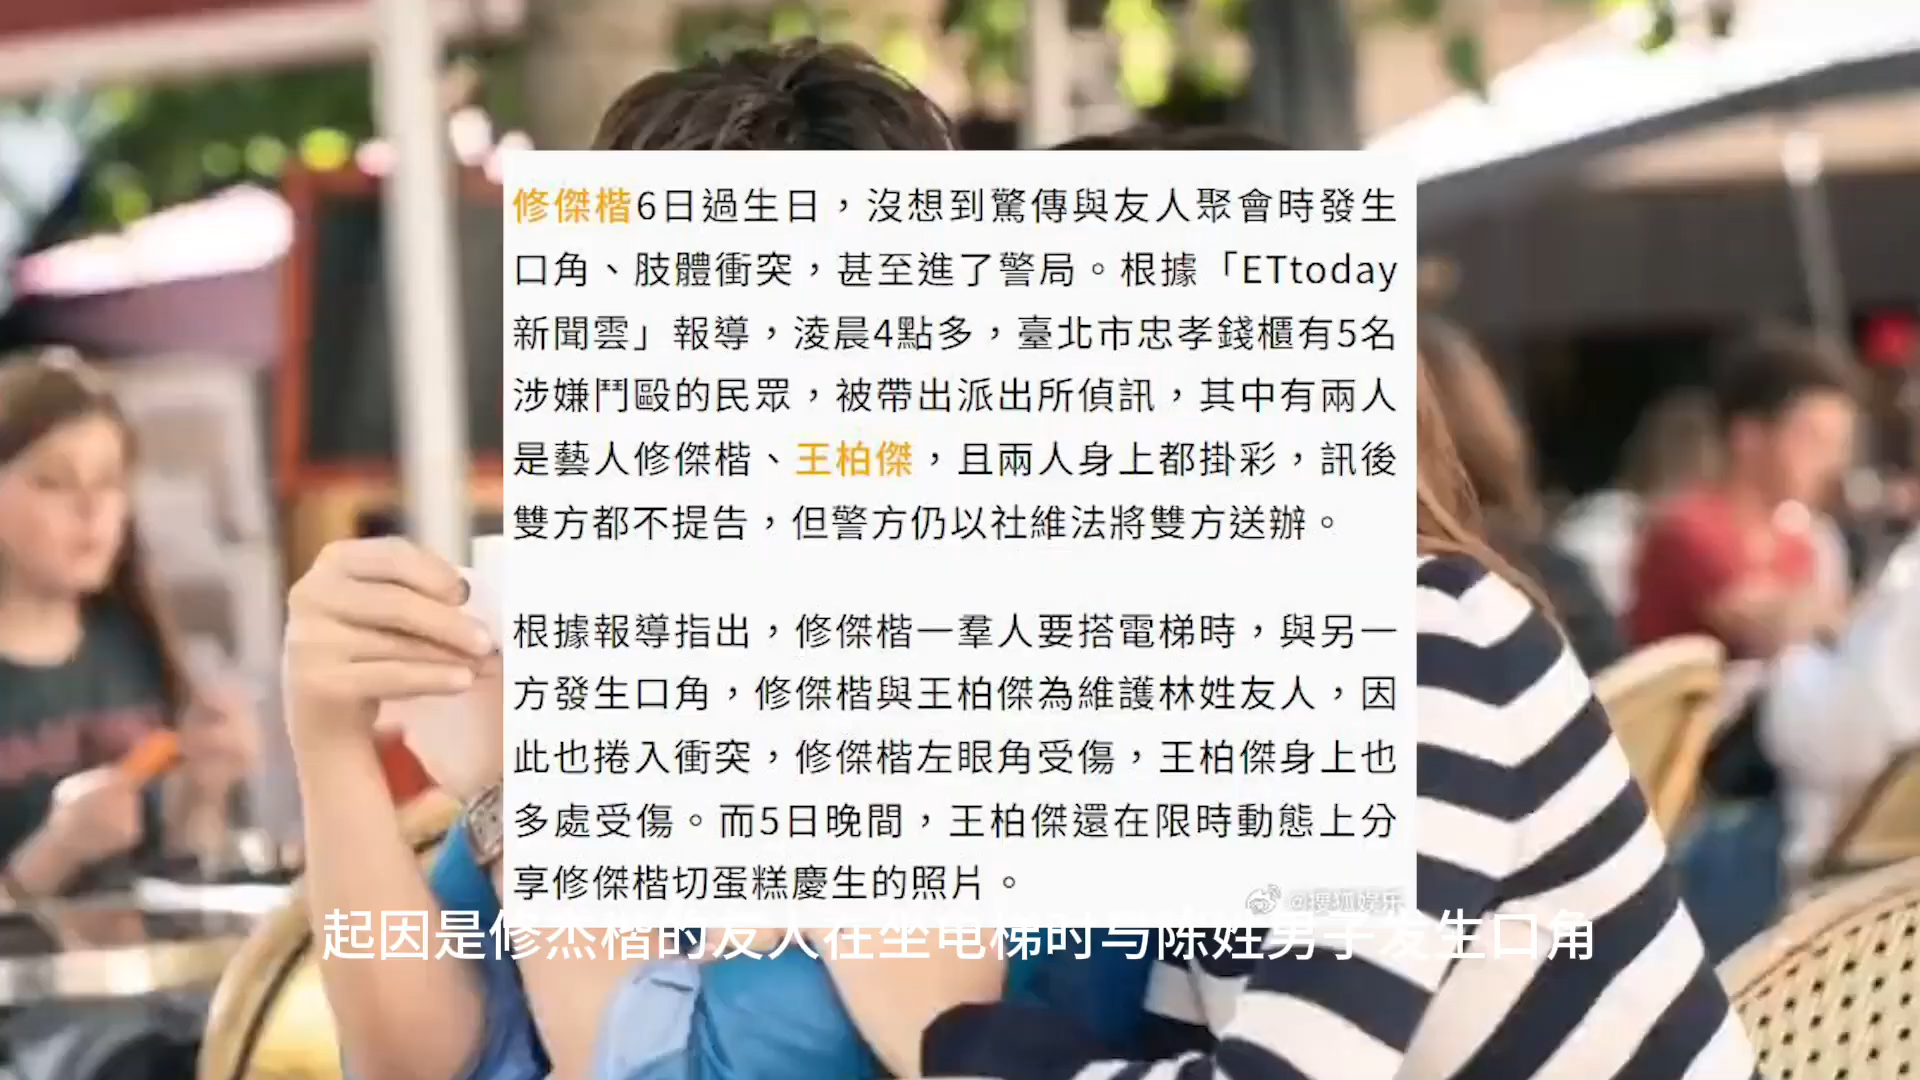 修傑楷6日過生日，沒想到驚傳與友人聚會時發生
口角、肢體衝突，甚至進了警局。根據「ETtoday
新聞雲」報導，淩晨4點多，臺北市忠孝錢櫃有5名
涉嫌鬥毆的民眾，被帶出派出所偵訊，其中有兩人
是藝人修傑楷、王柏傑，且兩人身上都掛彩，訊後
雙方都不提告，但警方仍以社維法將雙方送辦。
根據報導指出，修傑楷一羣人要搭電梯時，與另一
方發生口角，修傑楷與王柏傑為維護林姓友人，因
此也捲入衝突，修傑楷左眼角受傷，王柏傑身上也
多處受傷。而5日晚間，王柏傑還在限時動態上分
享修傑楷切蛋糕慶生的照片。
@搜狐娱乐
起因是修杰楷的友人在坐电梯时与陈姓男子发生口角